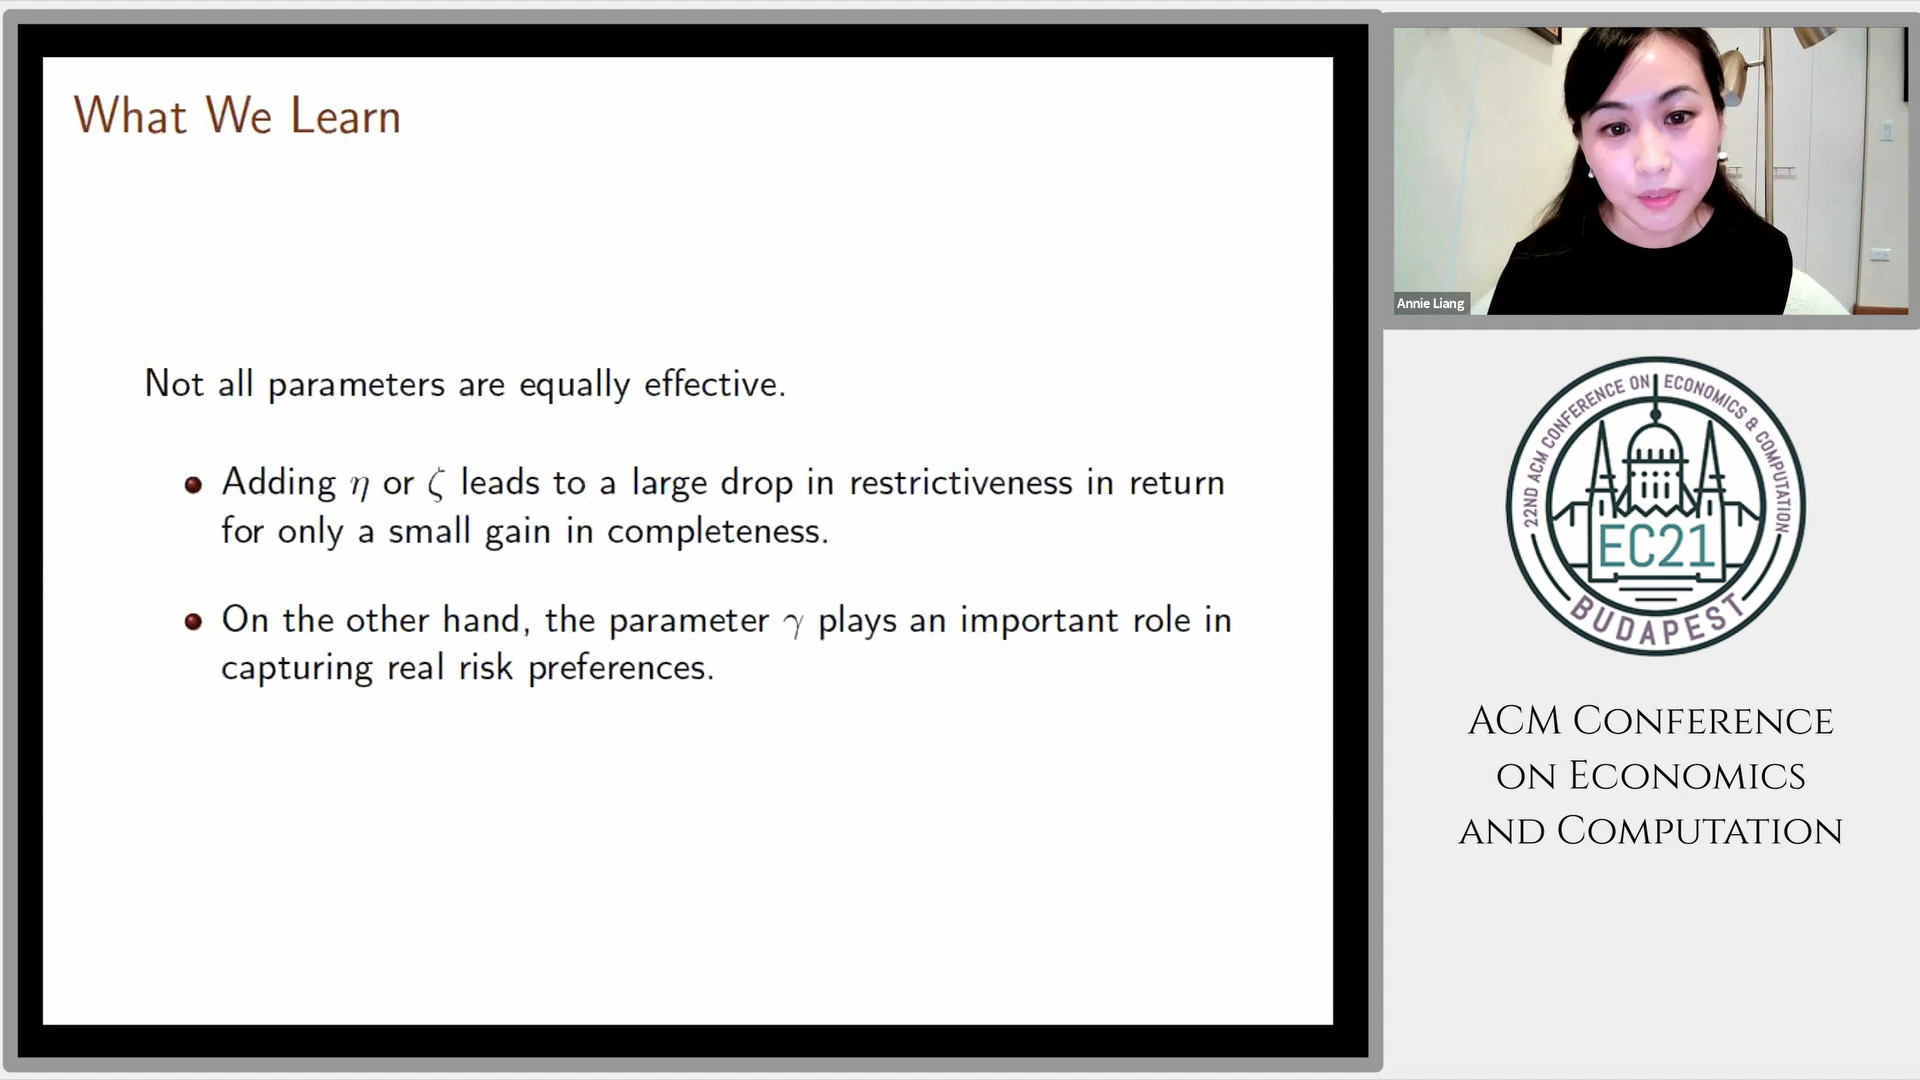 What We Learn
Not all parameters are equally effective.
• Adding η or ζ leads to a large drop in restrictiveness in return
for only a small gain in completeness.
• On the other hand, the parameter γ plays an important role in
capturing real risk preferences.
Annie Liang
22ND ACM CONFERENCE ON ECONOMICS & COMPUTATION
EC21
BUDAPEST
ACM CONFERENCE
ON ECONOMICS
AND COMPUTATION